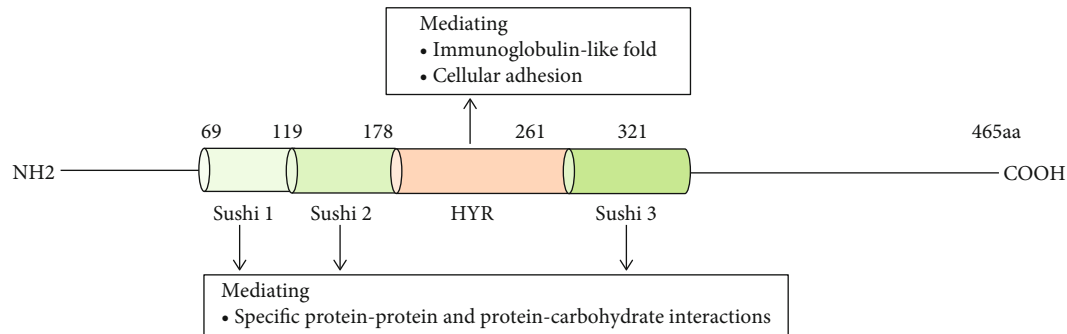 Mediating
• Immunoglobulin-like fold
• Cellular adhesion
69 119 178 261 321 465aa
NH2 COOH
Sushi 1 Sushi 2 HYR Sushi 3
Mediating
• Specific protein-protein and protein-carbohydrate interactions